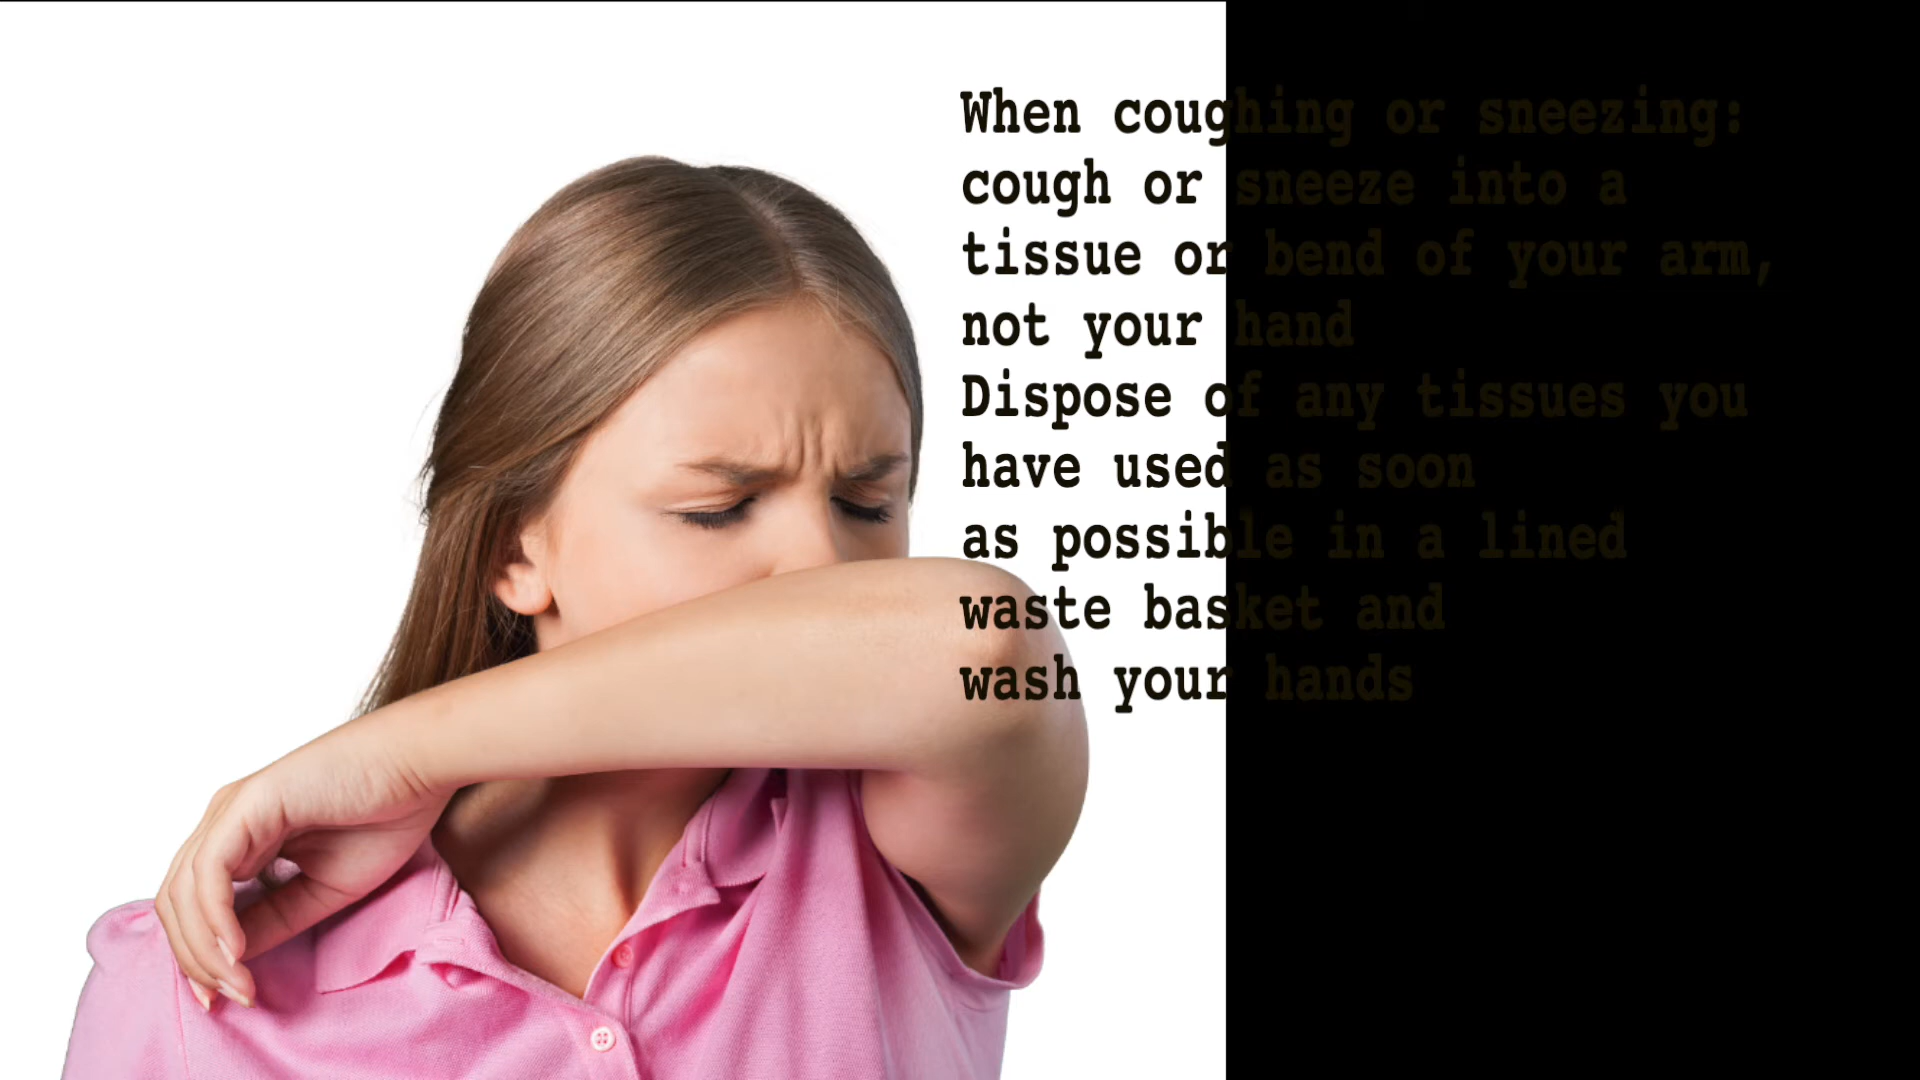 When coughing or sneezing:
cough or sneeze into a
tissue or bend of your arm,
not your hand
Dispose of any tissues you
have used as soon
as possible in a lined
waste basket and
wash your hands